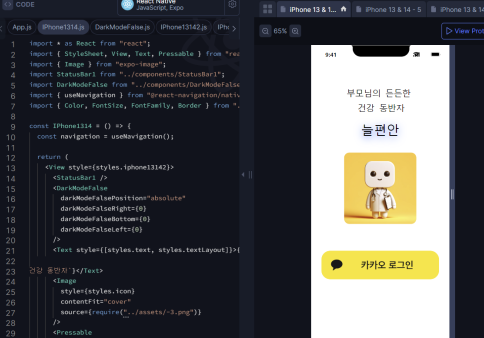 CODE
React Native
JavaScript, Expo
App.js
IPhone1314.js
DarkModeFalse.js
IPhone13142.js
1 import * as React from "react";
2 import { StyleSheet, View, Text, Pressable } from
3 import { Image } from "expo-image";
4 import StatusBar1 from "../components/StatusBar1";
5 import DarkModeFalse from "../components/DarkModeFalse
6 import { useNavigation } from
7 import { Color, FontSize, FontFamily, Border } from "
8
9 const IPhone1314 = () => {
10 const navigation = useNavigation();
11
12 return (
13 <View style={styles.iphone13142}>
14 <StatusBar1 />
15 <DarkModeFalse
16 darkModeFalsePosition="absolute"
17 darkModeFalseRight={0}
18 darkModeFalseBottom={0}
19 darkModeFalseLeft={0}
20 />
21 <Text style={[styles.text, styles.textLayout]}>{
22
23 건강 동반자`}</Text>
24 <Image
25 style={styles.icon}
26 contentFit="cover"
27 source={require("../assets/-3.png")}
28 />
29 <Pressable
iPhone 13 & 1...
iPhone 13 & 14 - 5
iPhone 13 & 1
65%
View Prot
9:41
부모님의 든든한
건강 동반자
늘편안
카카오 로그인